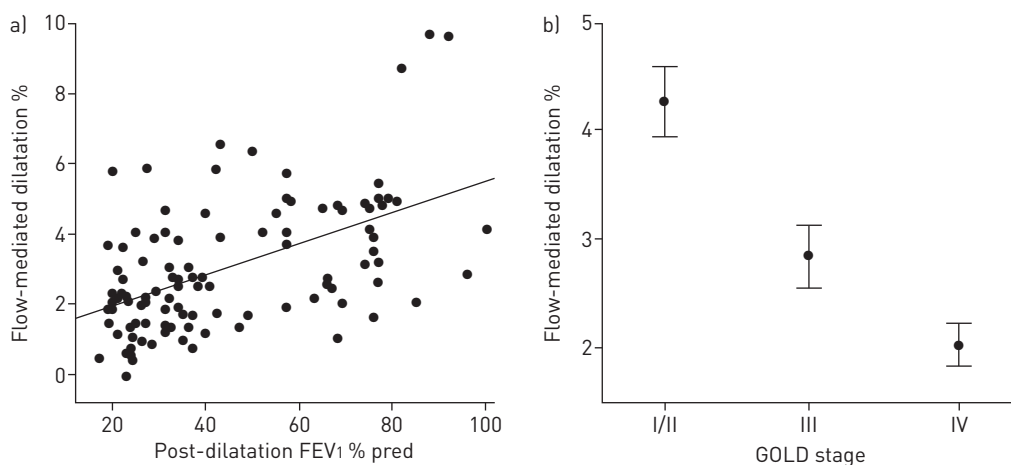 a)
Flow-mediated dilatation %
10
8
6
4
2
0
20 40 60 80 100
Post-dilatation FEV1 % pred
b)
Flow-mediated dilatation %
5
4
3
2
I/II III IV
GOLD stage